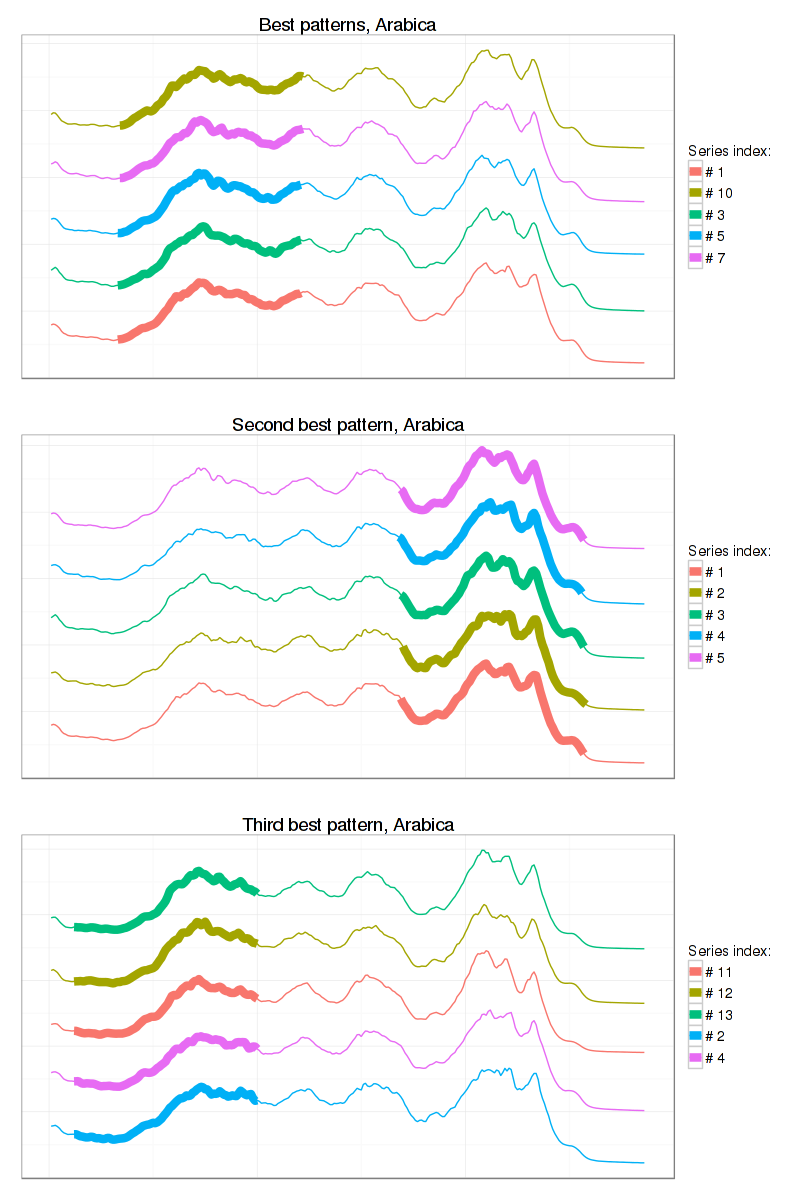 Best patterns, Arabica
Series index:
# 1
# 10
# 3
# 5
# 7
Second best pattern, Arabica
Series index:
# 1
# 2
# 3
# 4
# 5
Third best pattern, Arabica
Series index:
# 11
# 12
# 13
# 2
# 4